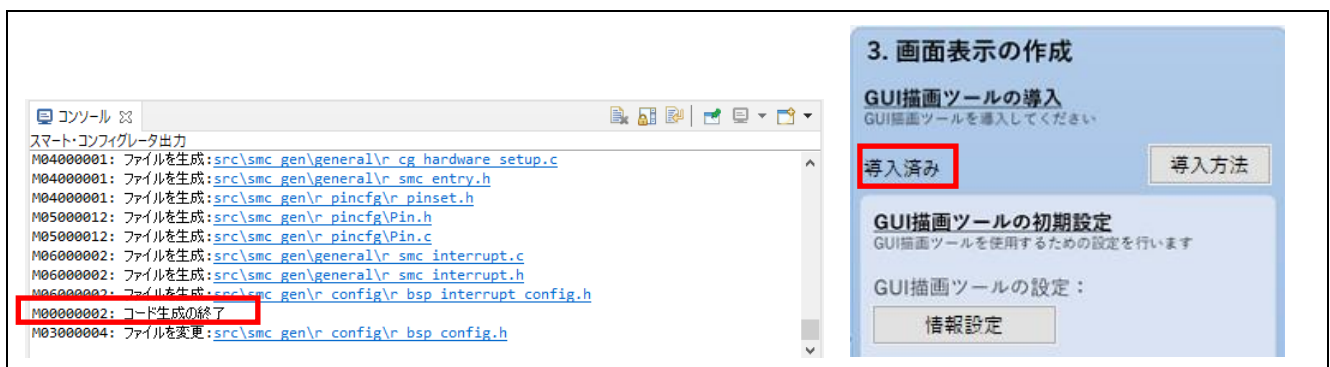 コンソール
スマート・コンフィグレータ出力
M04000001: ファイルを生成:src\smc_gen\general\r_cg_hardware_setup.c
M04000001: ファイルを生成:src\smc_gen\general\r_smc_entry.h
M04000001: ファイルを生成:src\smc_gen\r_pincfg\r_pinset.h
M05000012: ファイルを生成:src\smc_gen\r_pincfg\Pin.h
M05000012: ファイルを生成:src\smc_gen\r_pincfg\Pin.c
M06000002: ファイルを生成:src\smc_gen\general\r_smc_interrupt.c
M06000002: ファイルを生成:src\smc_gen\general\r_smc_interrupt.h
M06000002: ファイルを生成:src\smc_gen\r_config\r_bsp_interrupt_config.h
M00000002: コード生成の終了
M03000004: ファイルを変更:src\smc_gen\r_config\r_bsp_config.h
3. 画面表示の作成
GUI描画ツールの導入
GUI描画ツールを導入してください
導入済み
導入方法
GUI描画ツールの初期設定
GUI描画ツールを使用するための設定を行います
GUI描画ツールの設定：
情報設定